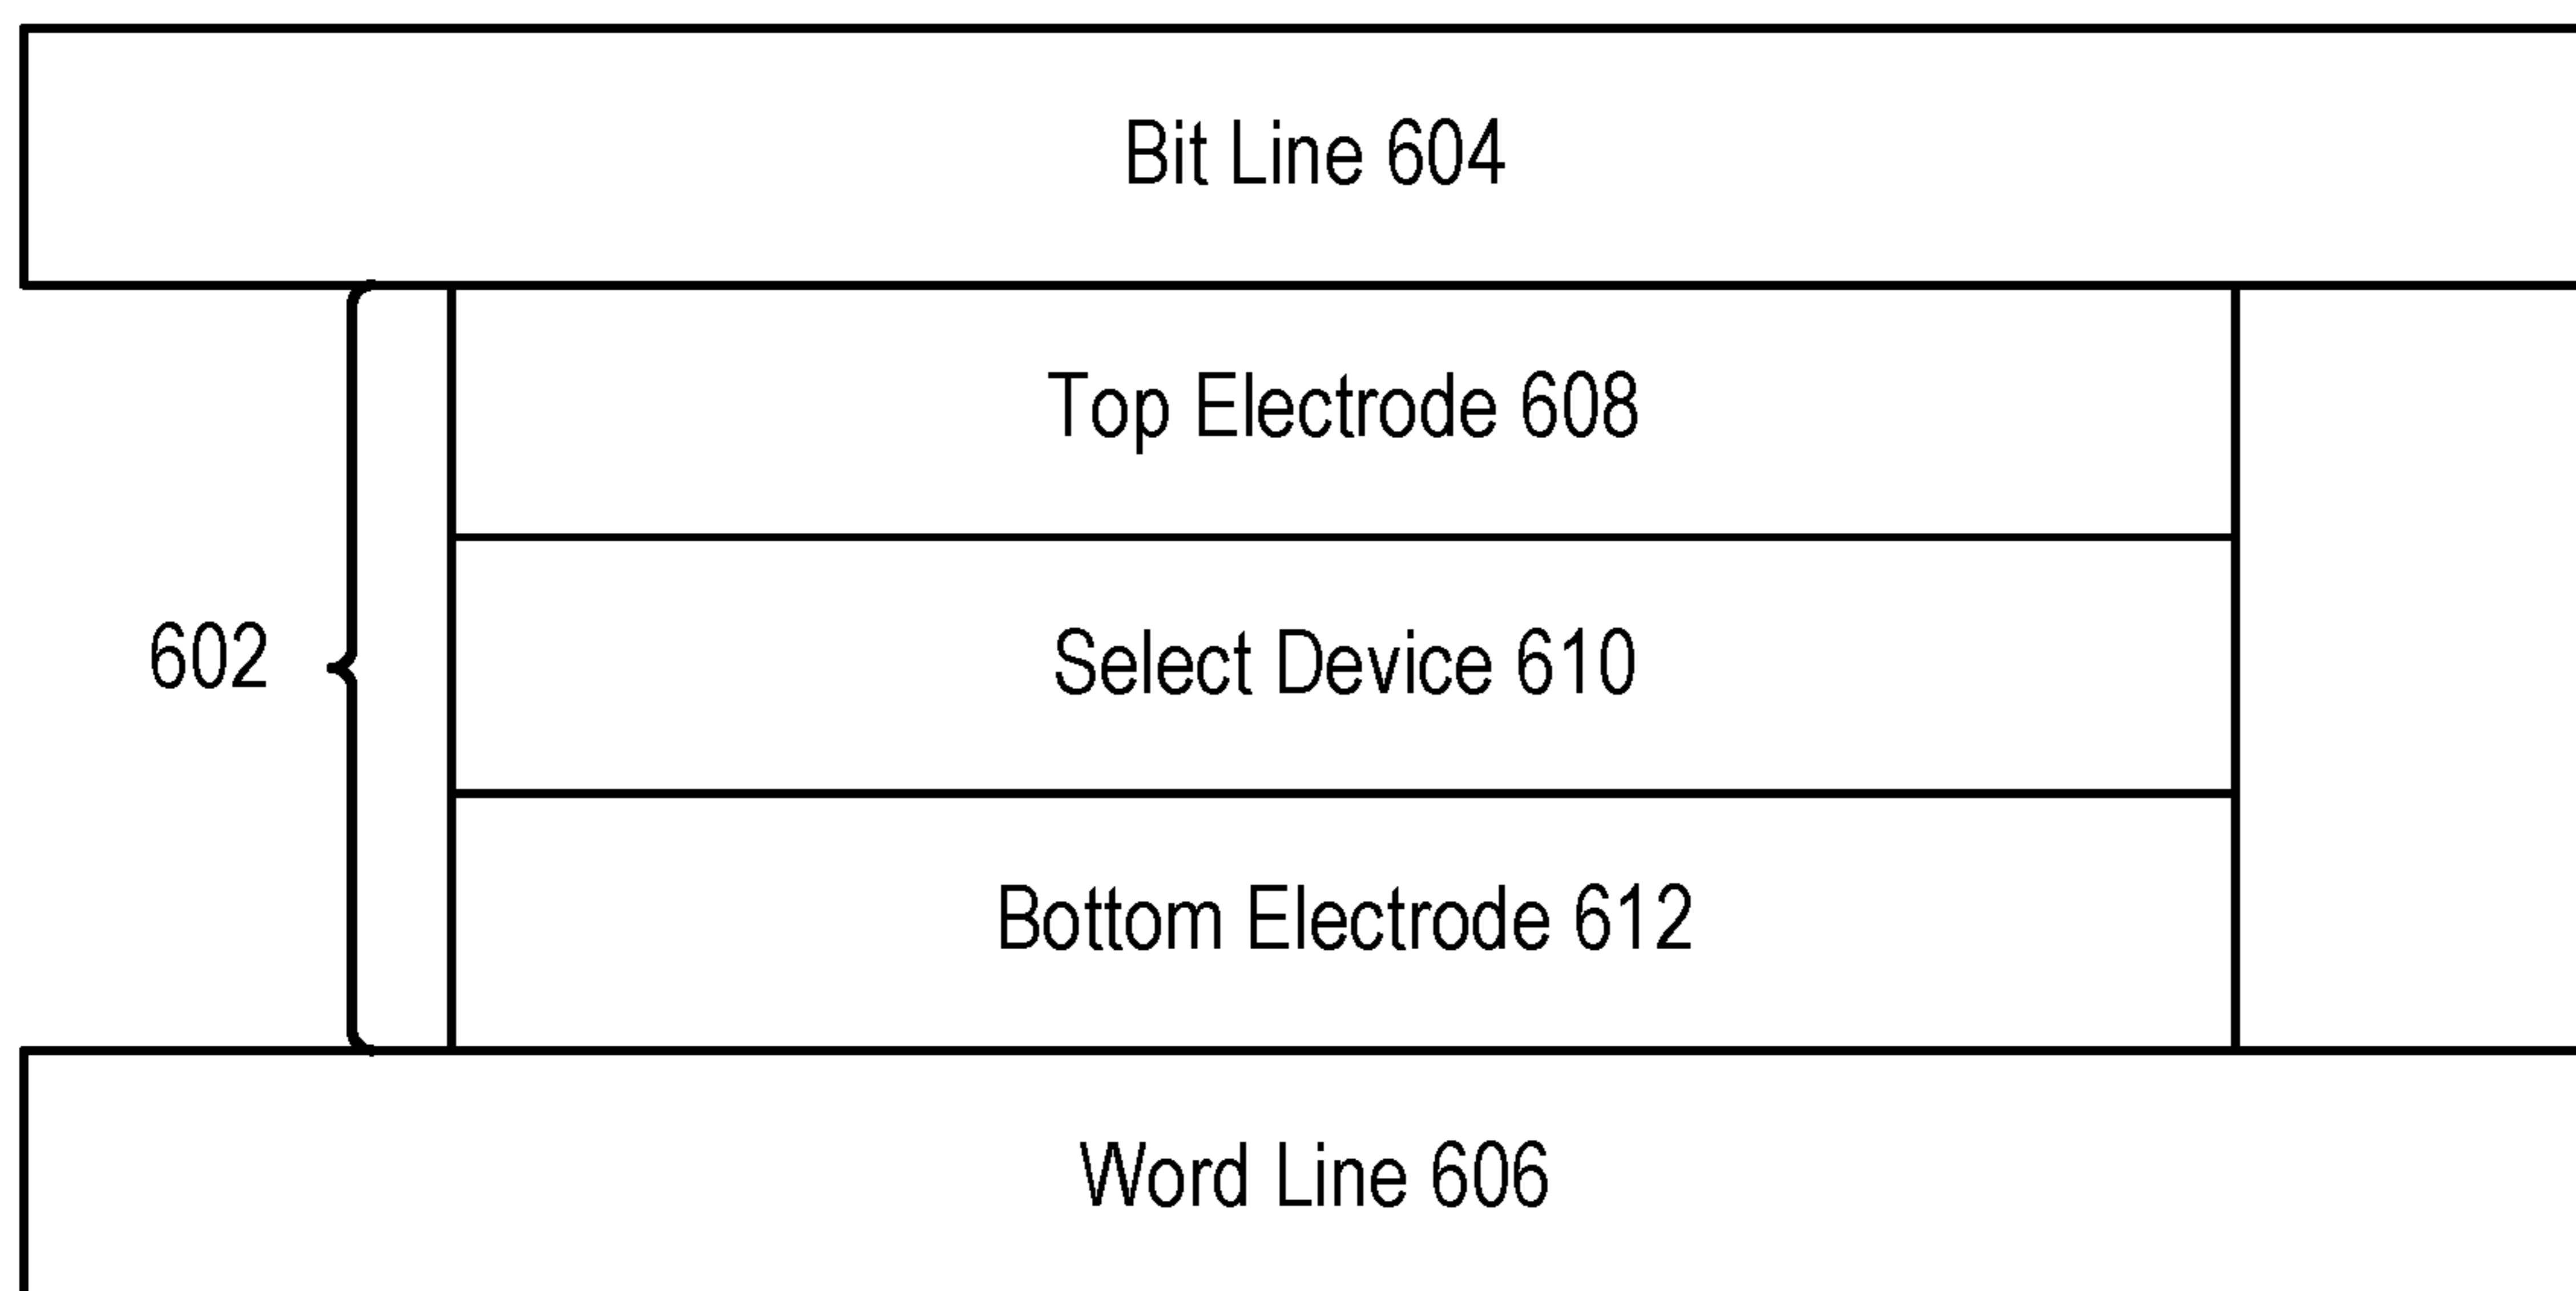 Bit Line 604
Top Electrode 608
602
Select Device 610
Bottom Electrode 612
Word Line 606